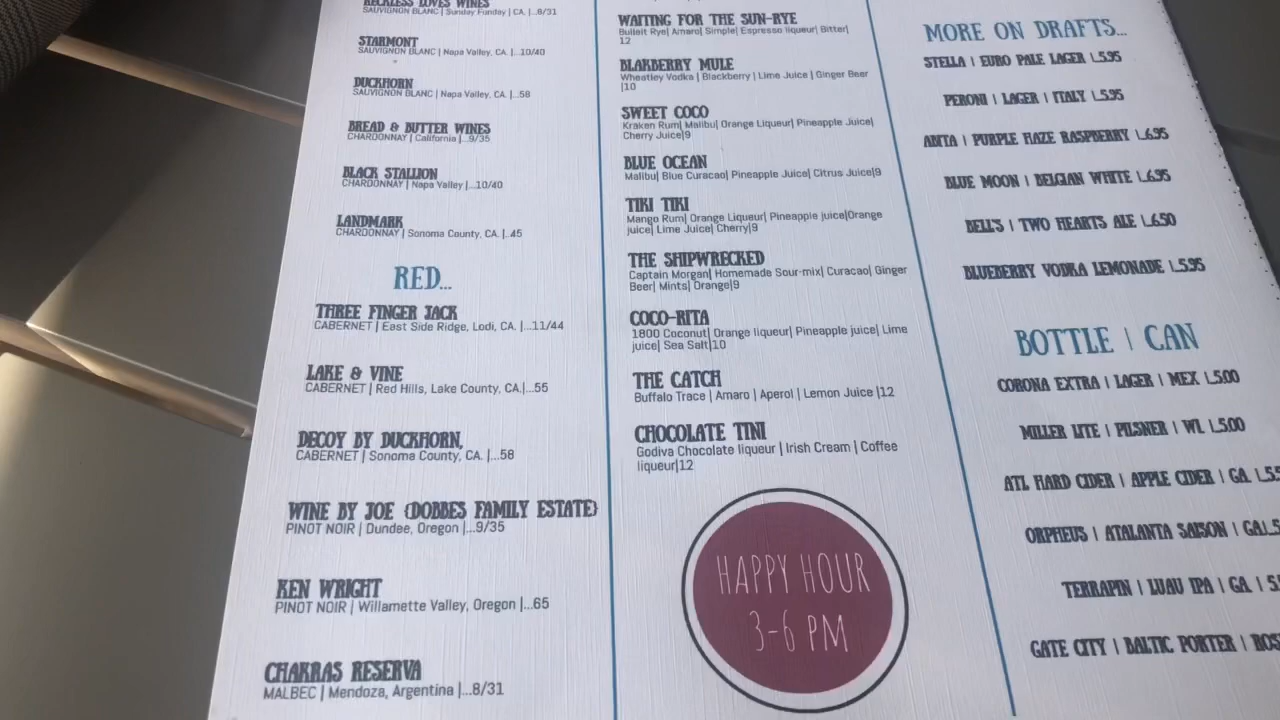 RECKLESS LOVES WINES
SAUVIGNON BLANC | Sunday Funday | CA. |...8/31
STARMONT
SAUVIGNON BLANC | Napa Valley, CA. |...10/40
DUCKHORN
SAUVIGNON BLANC | Napa Valley, CA. |...58
BREAD & BUTTER WINES
CHARDONNAY | California |...9/35
BLACK STALLION
CHARDONNAY | Napa Valley |...10/40
LANDMARK
CHARDONNAY | Sonoma County, CA. |...45
RED...
THREE FINGER JACK
CABERNET | East Side Ridge, Lodi, CA. |...11/44
LAKE & VINE
CABERNET | Red Hills, Lake County, CA.|...55
DECOY BY DUCKHORN,
CABERNET | Sonoma County, CA. |...58
WINE BY JOE (DOBBES FAMILY ESTATE)
PINOT NOIR | Dundee, Oregon |...9/35
KEN WRIGHT
PINOT NOIR | Willamette Valley, Oregon |...65
CHAKRAS RESERVA
MALBEC | Mendoza, Argentina |...8/31
WAITING FOR THE SUN-RYE
Bulleit Rye| Amaro| Simple| Espresso liqueur| Bitter|
12
BLAKBERRY MULE
Wheatley Vodka | Blackberry | Lime Juice | Ginger Beer
|10
SWEET COCO
Kraken Rum| Malibu| Orange Liqueur| Pineapple Juice|
Cherry Juice|9
BLUE OCEAN
Malibu| Blue Curacao| Pineapple Juice| Citrus Juice|9
TIKI TIKI
Mango Rum| Orange Liqueur| Pineapple juice|Orange
juice| Lime Juice| Cherry|9
THE SHIPWRECKED
Captain Morgan| Homemade Sour-mix| Curacao| Ginger
Beer| Mints| Orange|9
COCO-RITA
1800 Coconut| Orange liqueur| Pineapple juice| Lime
juice| Sea Salt|10
THE CATCH
Buffalo Trace | Amaro | Aperol | Lemon Juice |12
CHOCOLATE TINI
Godiva Chocolate liqueur | Irish Cream | Coffee
liqueur|12
HAPPY HOUR
3-6 PM
MORE ON DRAFTS...
STELLA | EURO PALE LAGER |..5.95
PERONI | LAGER | ITALY |..5.95
ABITA | PURPLE HAZE RASPBERRY |..6.95
BLUE MOON | BELGIAN WHITE |..6.95
BELL'S | TWO HEARTS ALE |..6.50
BLUEBERRY VODKA LEMONADE |..5.95
BOTTLE | CAN
CORONA EXTRA | LAGER | MEX |..5.00
MILLER LITE | PILSNER | WI. |..5.00
ATL HARD CIDER | APPLE CIDER | GA |..5.5
ORPHEUS | ATALANTA SAISON | GA|..5
TERRAPIN | LUAU IPA | GA | 5.
GATE CITY | BALTIC PORTER | ROS